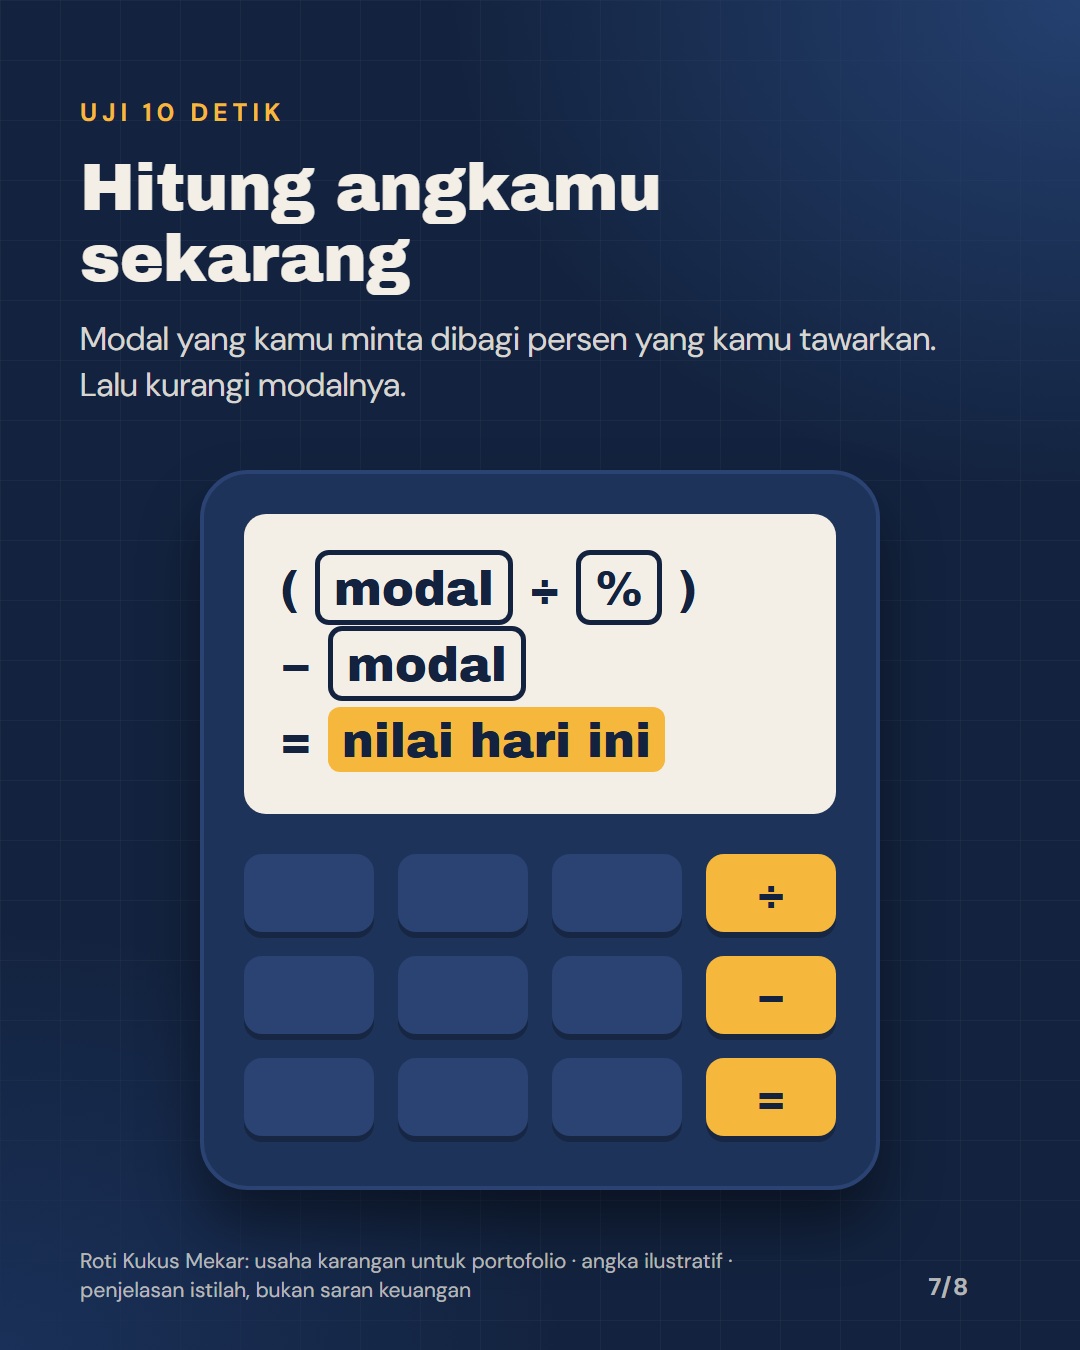 UJI 10 DETIK
Hitung angkamu
sekarang
Modal yang kamu minta dibagi persen yang kamu tawarkan.
Lalu kurangi modalnya.
( modal ÷ % )
− modal
= nilai hari ini
÷
−
=
Roti Kukus Mekar: usaha karangan untuk portofolio · angka ilustratif ·
penjelasan istilah, bukan saran keuangan
7/8